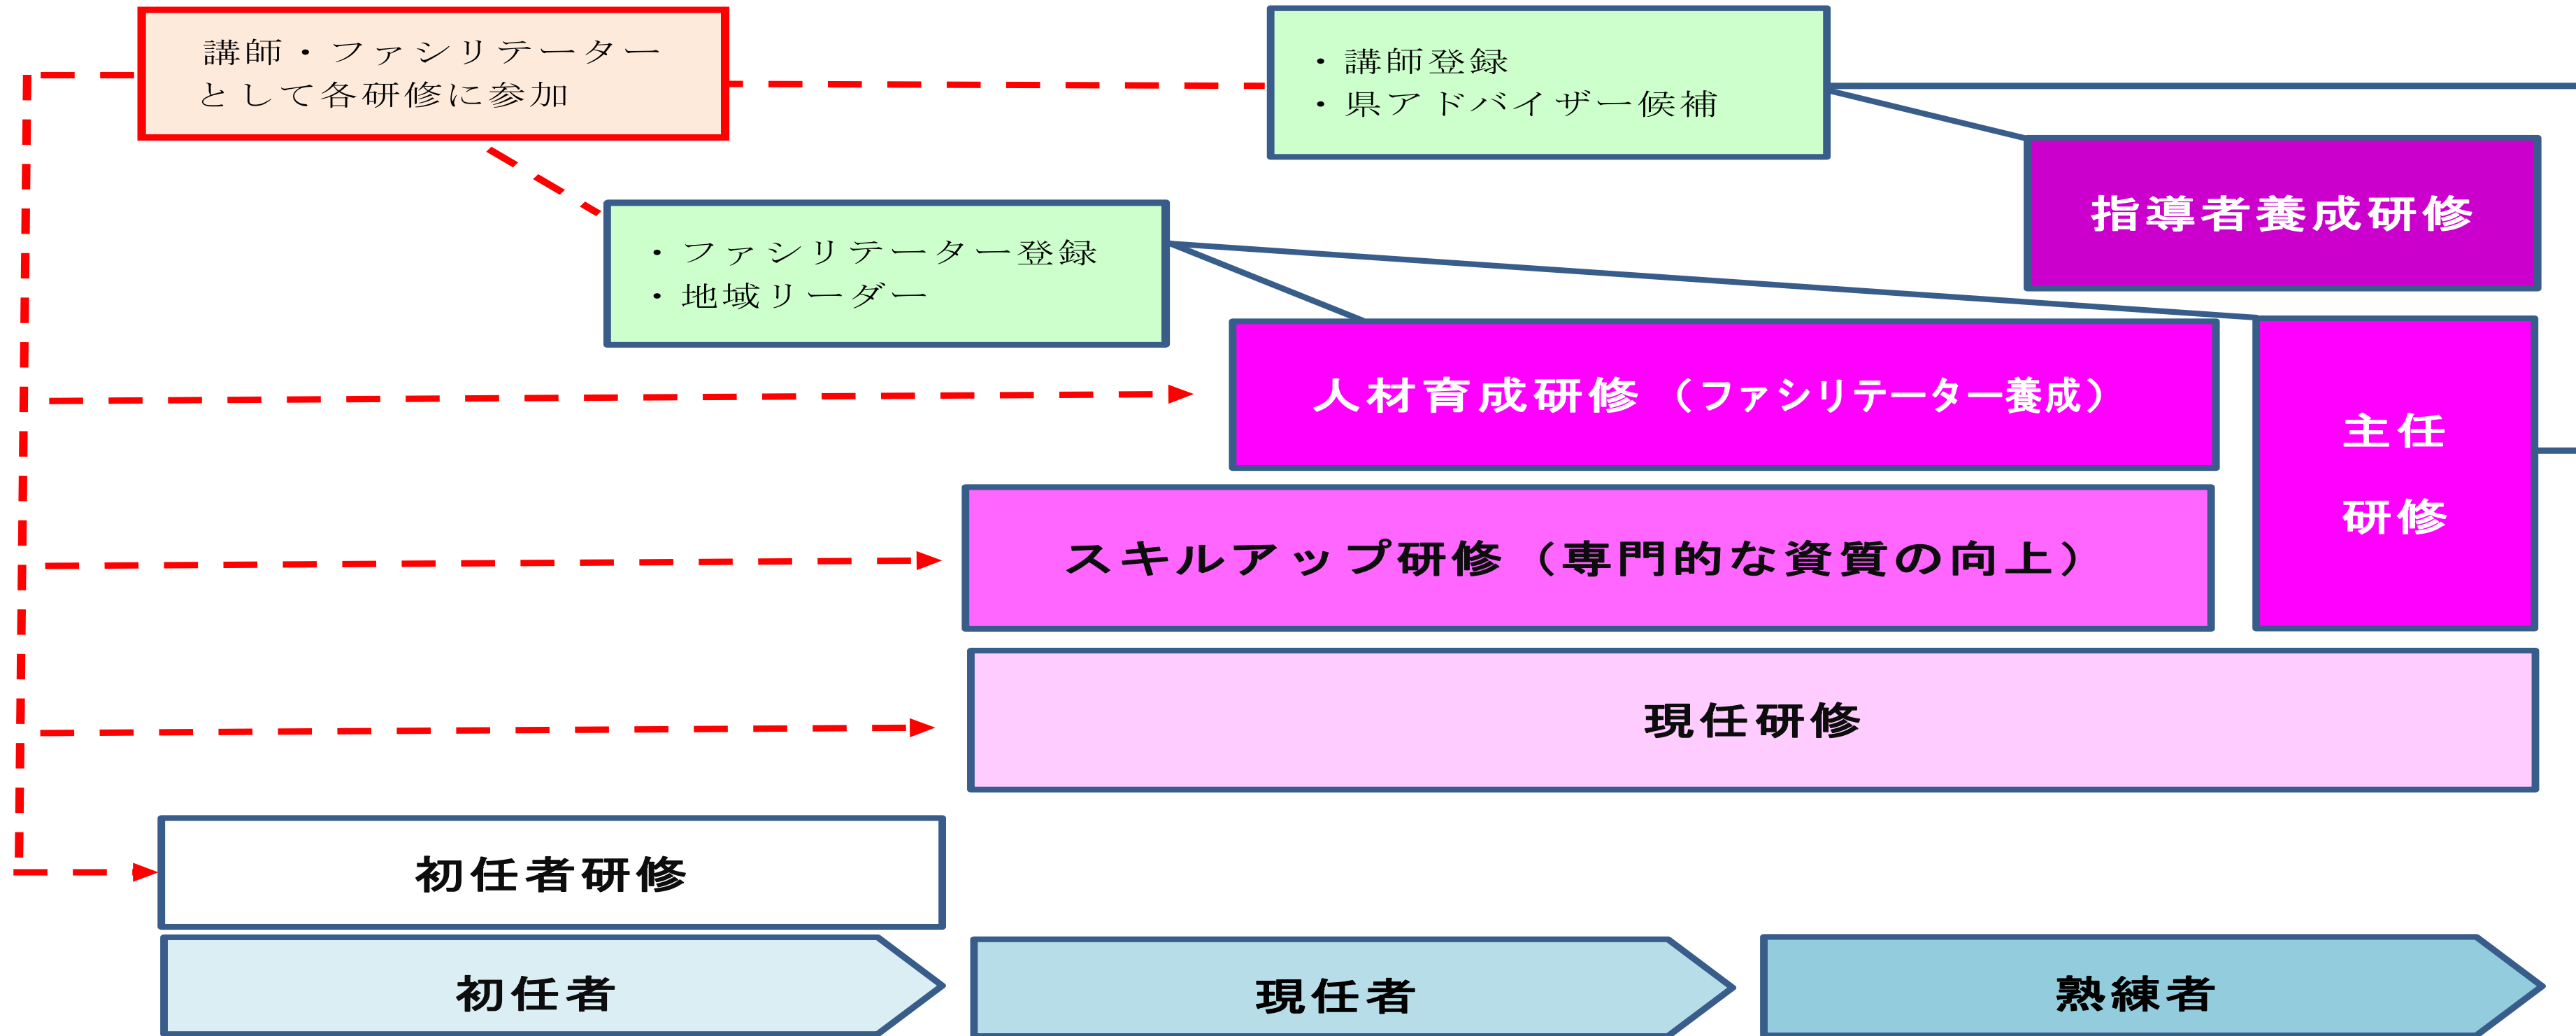 講師・ファシリテーター
として各研修に参加
・講師登録
・県アドバイザー候補
指導者養成研修
・ファシリテーター登録
・地域リーダー
人材育成研修（ファシリテーター養成）
主任
研修
スキルアップ研修（専門的な資質の向上）
現任研修
初任者研修
初任者
現任者
熟練者